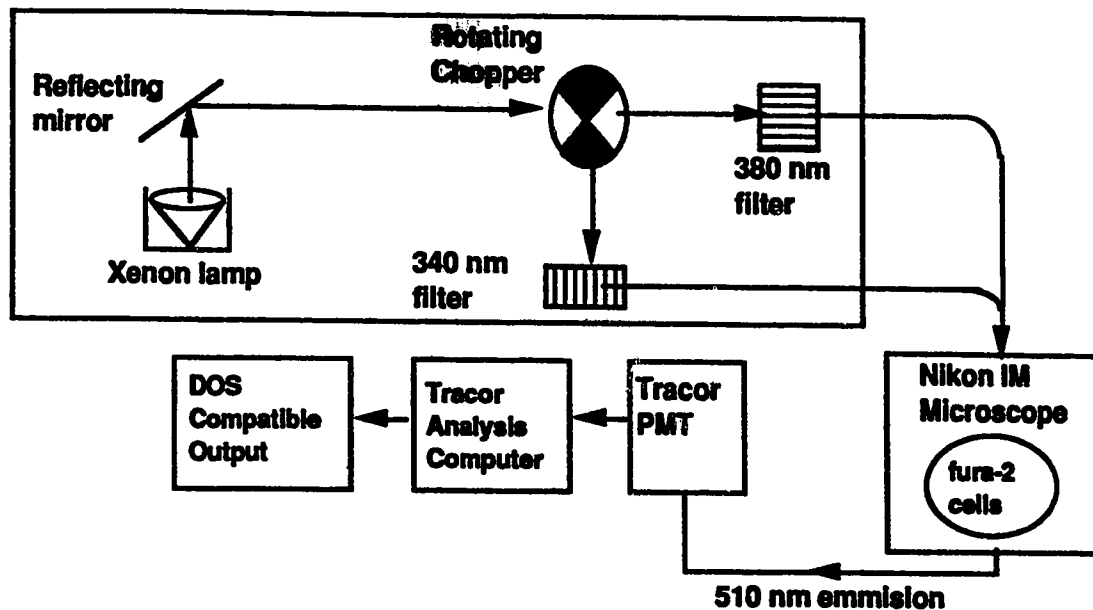 Rotating
Chopper
Reflecting
mirror
380 nm
filter
Xenon lamp
340 nm
filter
DOS
Compatible
Output
Tracor
Analysis
Computer
Tracor
PMT
Nikon IM
Microscope
fura-2
cells
510 nm emmision